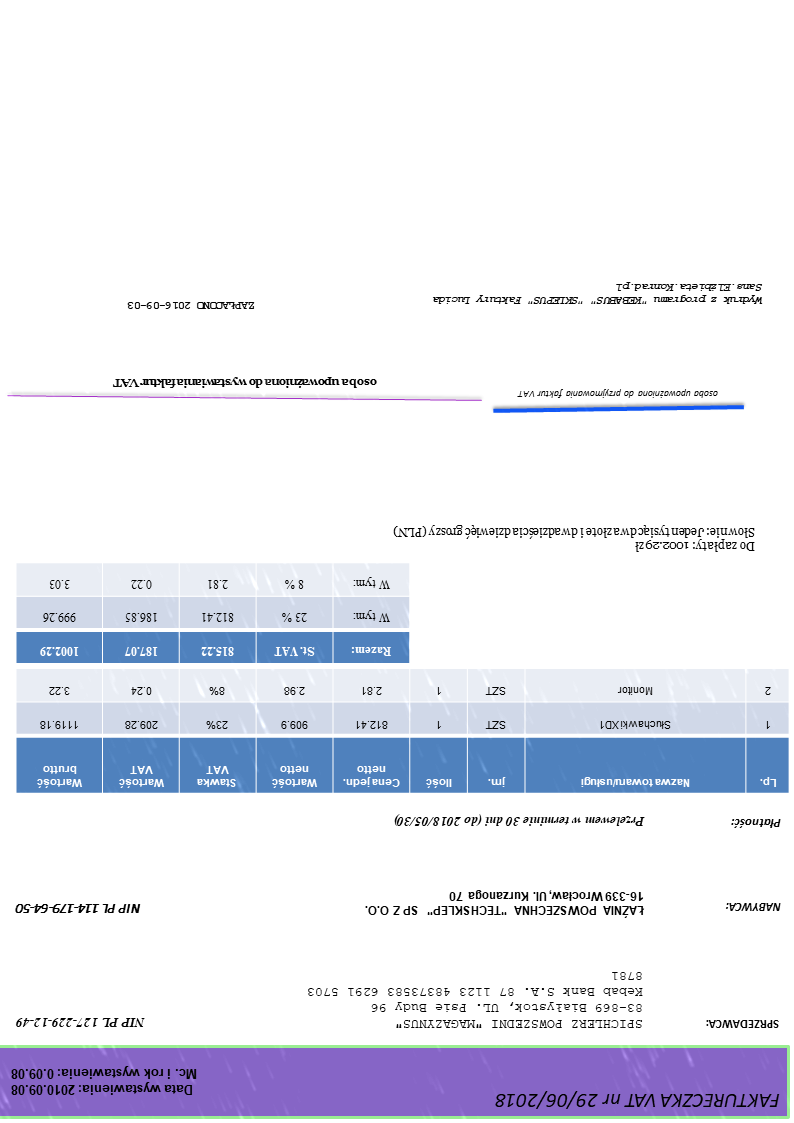 FAKTURECZKA VAT nr 29/06/2018
Data wystawienia: 2010.09.08
Mc. i rok wystawienia: 0.09.08
SPRZEDAWCA:
SPICHLERZ POWSZEDNI "MAGAZYNUS"
83-869 Białystok, UL. Psie Budy 96
Kebab Bank S.A. 87 1123 48373583 6291 5703
8781
NIP PL 127-229-12-49
NABYWCA:
ŁAŹNIA POWSZECHNA "TECHSKLEP" SP Z O.O.
16-339 Wrocław, Ul. Kurzanoga 70
NIP PL 114-179-64-50
Płatność:
Przelewem w terminie 30 dni (do 2018/05/30)
Lp. Nazwa towaru/usługi jm. Ilość Cena jedn. netto Wartość netto Stawka VAT Wartość VAT Wartość brutto
1 Słuchawki XD1 SZT 1 812.41 909.9 23% 209.28 1119.18
2 Monitor SZT 1 2.81 2.98 8% 0.24 3.22
Razem: St. VAT 815.22 187.07 1002.29
W tym: 23 % 812.41 186.85 999.26
W tym: 8 % 2.81 0.22 3.03
Do zapłaty: 1002.29zł
Słownie: Jeden tysiąc dwa złote i dwadzieścia dziewięć groszy (PLN)
osoba upoważniona do przyjmowania faktur VAT
osoba upoważniona do wystawiania faktur VAT
Wydruk z programu "KEBABUS" "SKLEPUS" Faktury Lucida
Sans.Elzbieta.Konrad.pl
ZAPŁACONO 2016-09-03